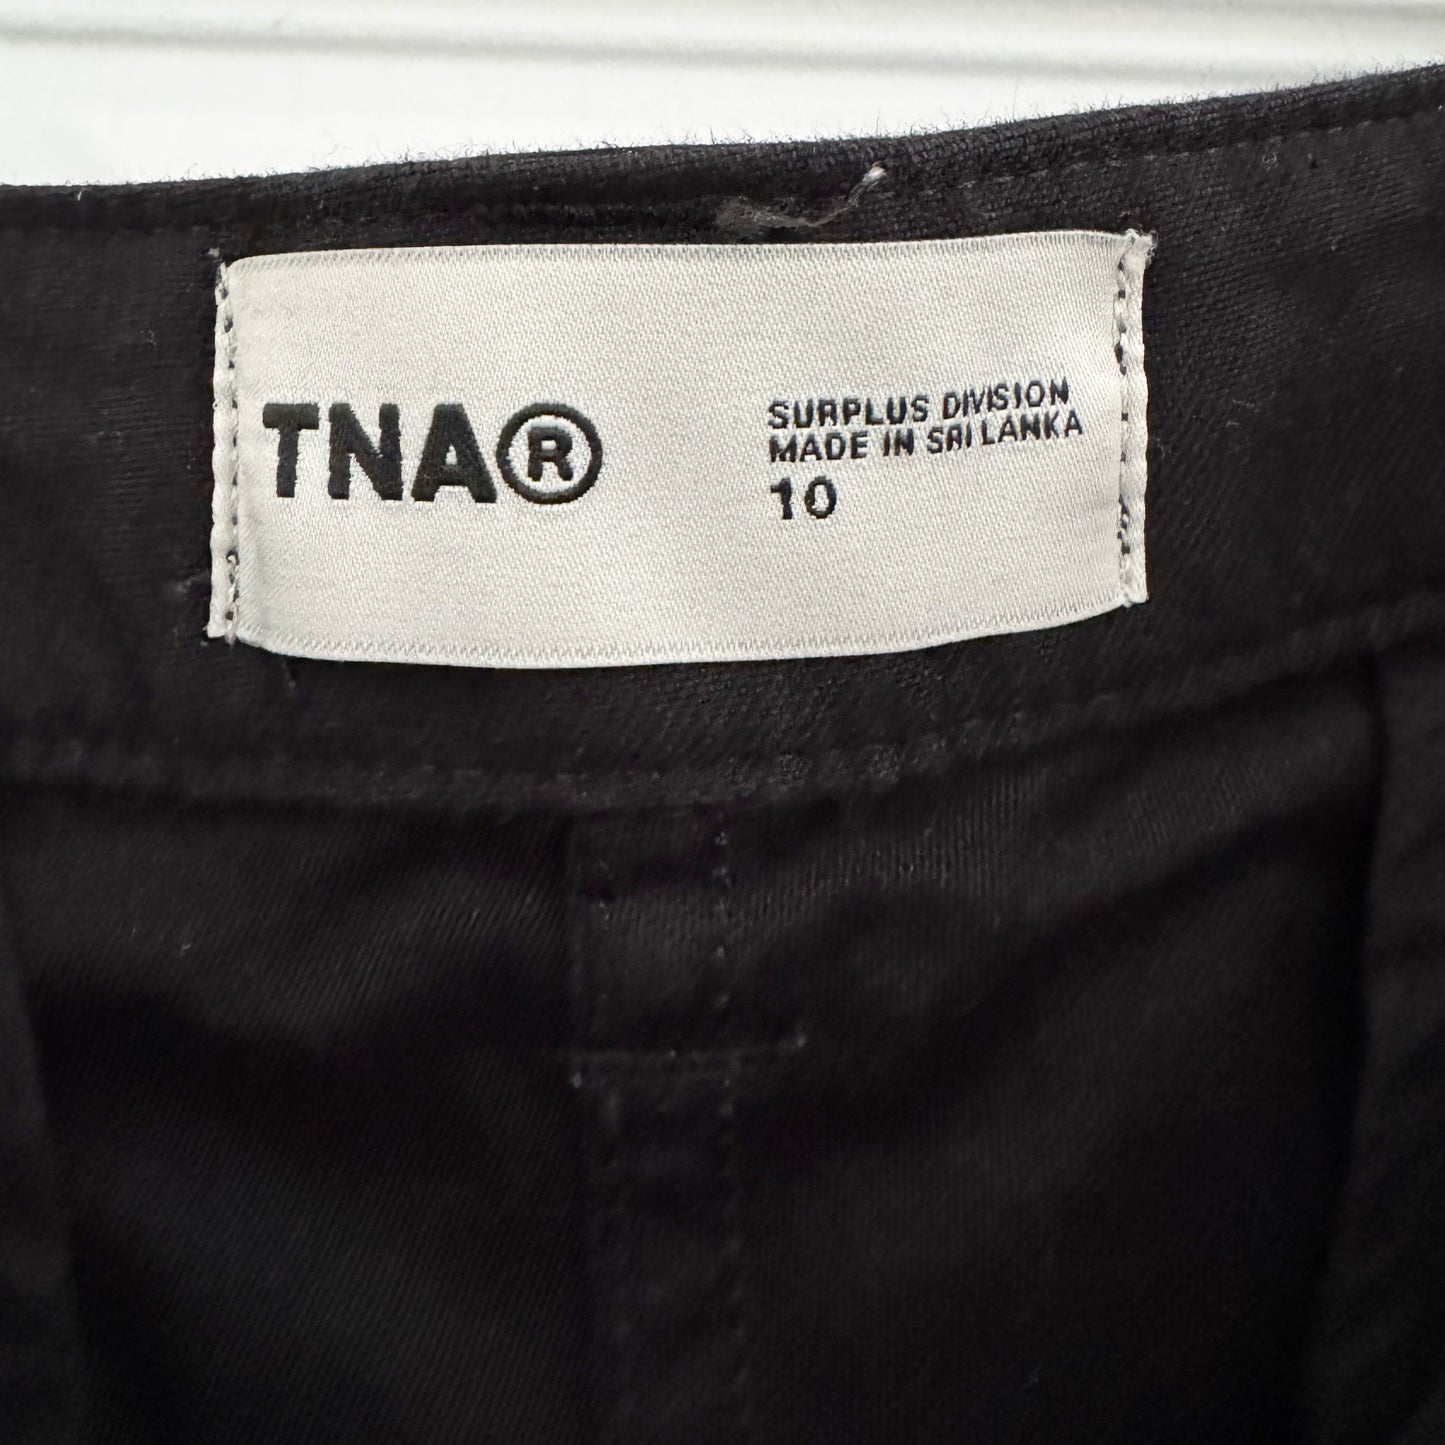 TNA®
SURPLUS DIVISION
MADE IN SRI LANKA
10